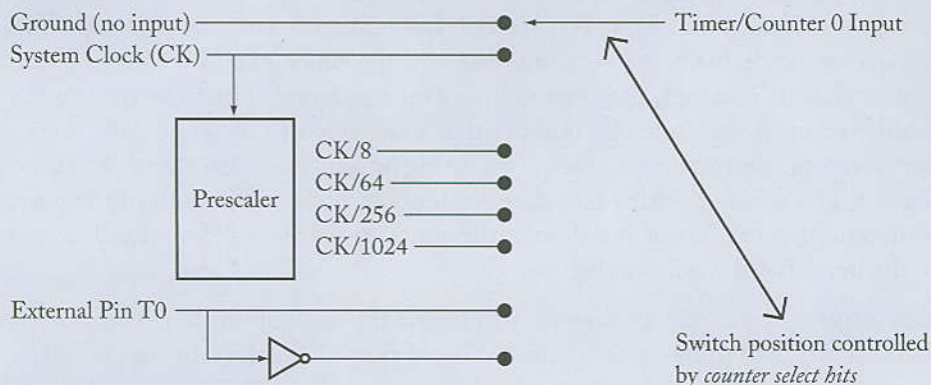 Ground (no input)
Timer/Counter 0 Input
System Clock (CK)
Prescaler
CK/8
CK/64
CK/256
CK/1024
External Pin T0
Switch position controlled
by counter select hits